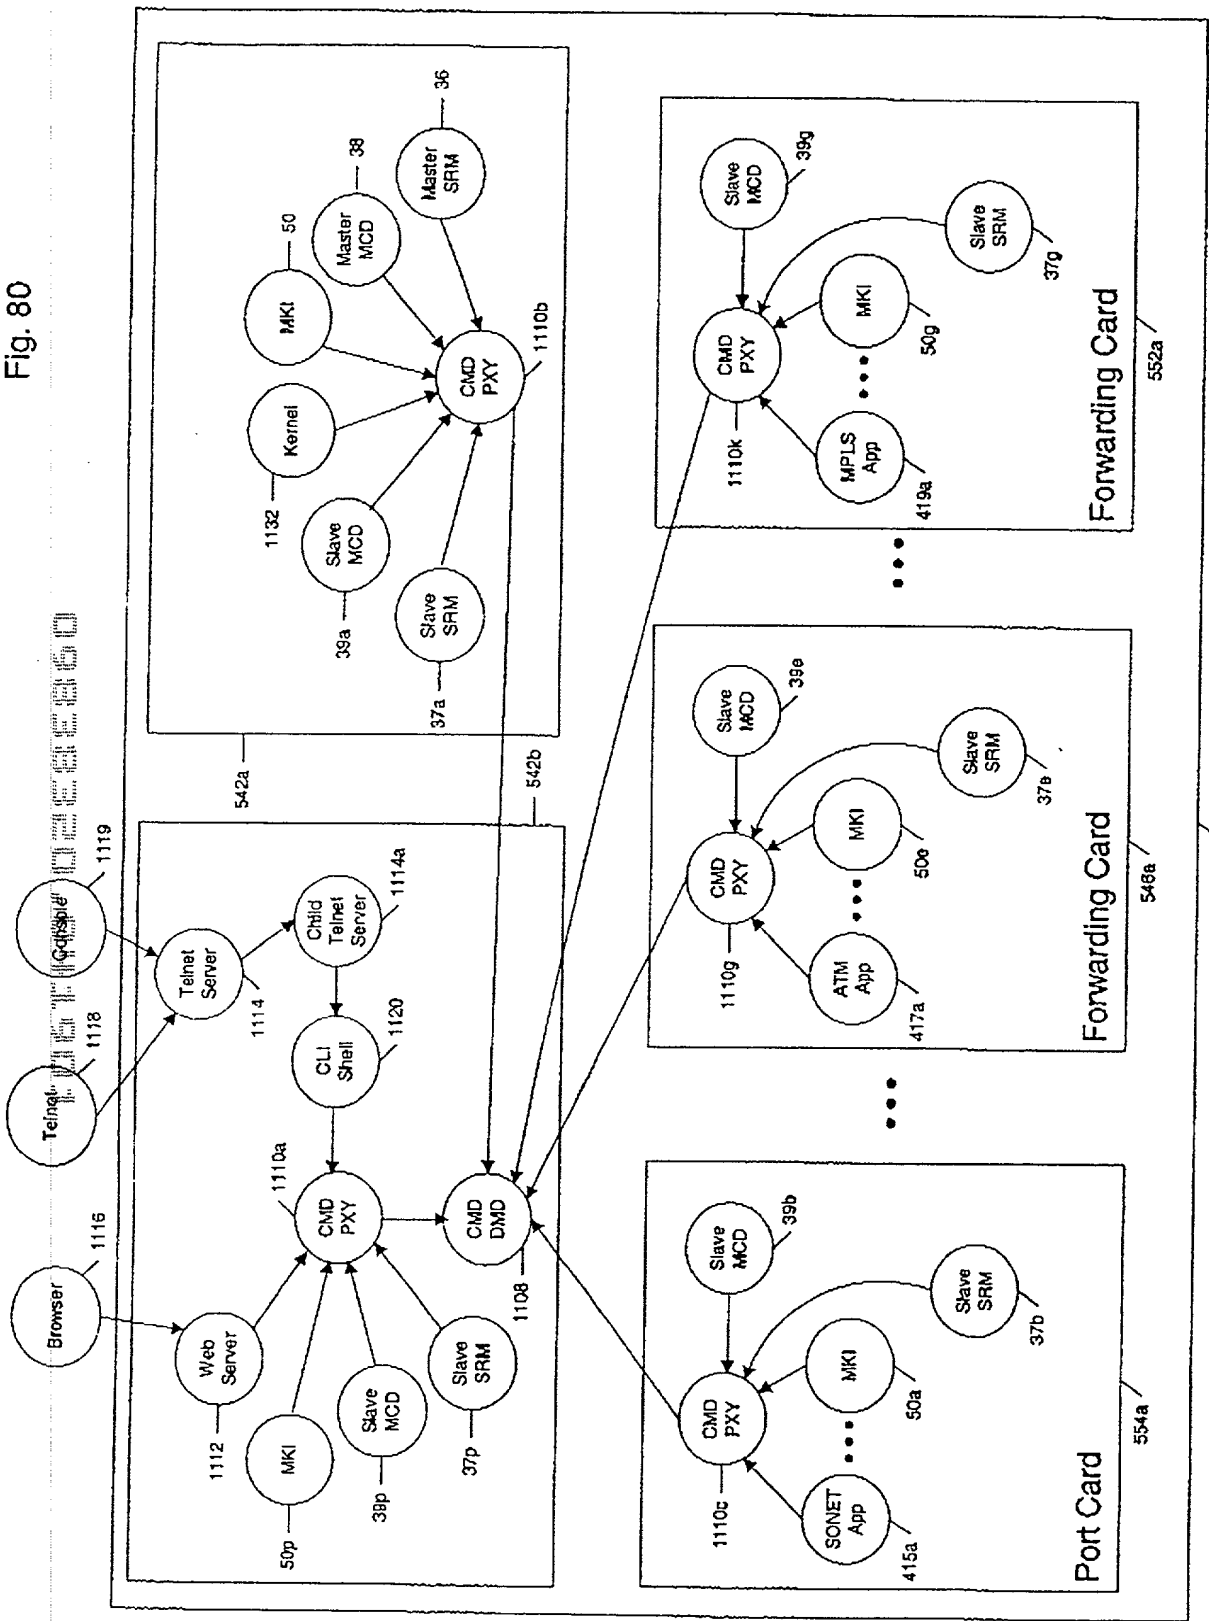 Fig. 80
Browser
1116
Telnet
1118
Console
1119
Web
Server
1112
Telnet
Server
1114
Child
Telnet
Server
1114a
CLI
Shell
1120
CMD
PXY
1110a
MKI
50p
Slave
MCD
39p
Slave
SRM
37p
CMD
DMD
1108
542b
542a
Slave
SRM
37a
Slave
MCD
39a
Kernel
1132
MKI
50
Master
MCD
38
Master
SRM
36
CMD
PXY
1110b
Slave
MCD
39b
CMD
PXY
1110c
SONET
App
415a
MKI
50a
Slave
SRM
37b
Port Card
554a
Slave
MCD
39e
CMD
PXY
1110g
ATM
App
417a
MKI
50e
Slave
SRM
37e
Forwarding Card
546a
Slave
MCD
39g
CMD
PXY
1110k
MPLS
App
419a
MKI
50g
Slave
SRM
37g
Forwarding Card
552a